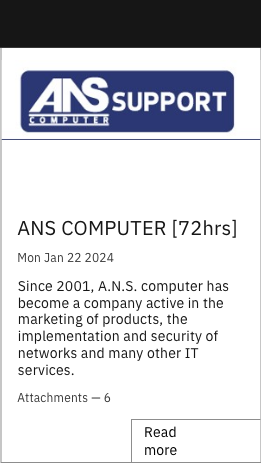 ANS SUPPORT
COMPUTER
ANS COMPUTER [72hrs]
Mon Jan 22 2024
Since 2001, A.N.S. computer has
become a company active in the
marketing of products, the
implementation and security of
networks and many other IT
services.
Attachments — 6
Read
more